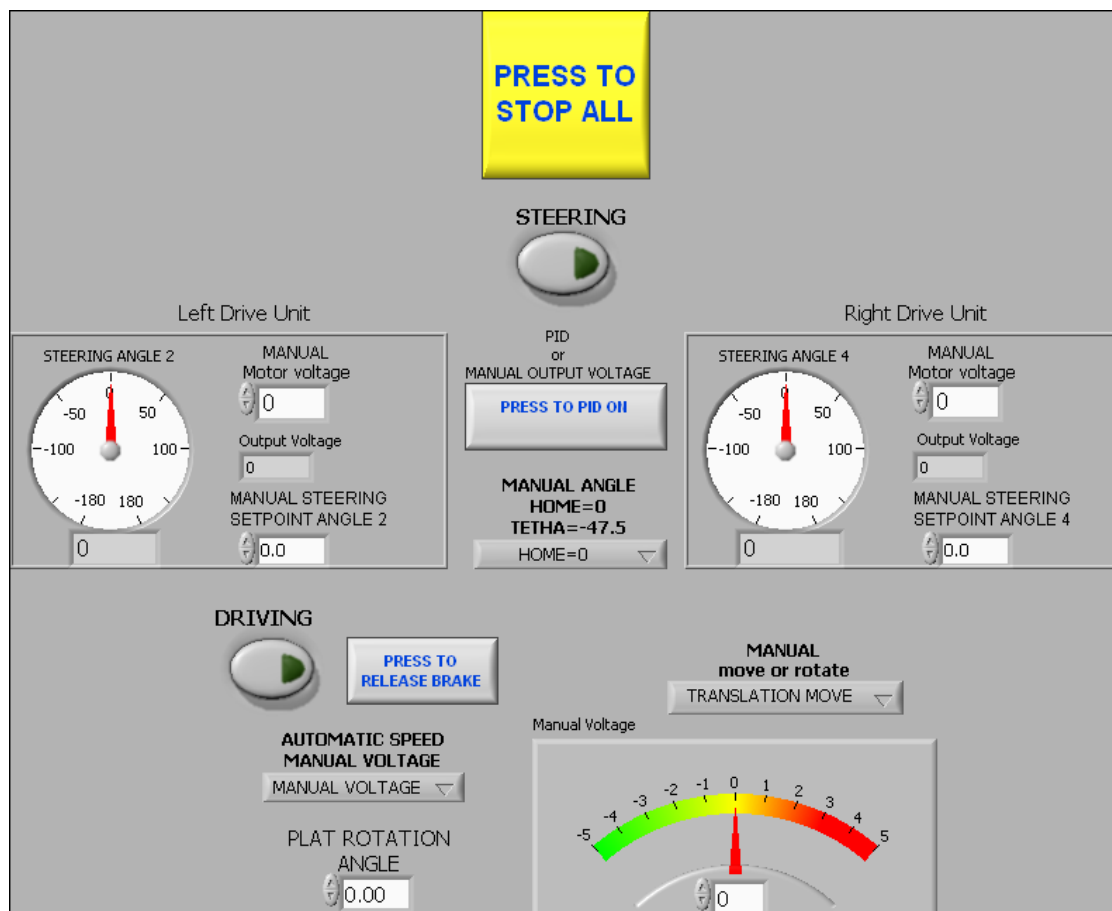 PRESS TO
STOP ALL
STEERING
Left Drive Unit
STEERING ANGLE 2
0
-50
50
-100
100
-180
180
0
MANUAL
Motor voltage
0
Output Voltage
0
MANUAL STEERING
SETPOINT ANGLE 2
0.0
PID
or
MANUAL OUTPUT VOLTAGE
PRESS TO PID ON
MANUAL ANGLE
HOME=0
TETHA=-47.5
HOME=0
Right Drive Unit
STEERING ANGLE 4
0
-50
50
-100
100
-180
180
0
MANUAL
Motor voltage
0
Output Voltage
0
MANUAL STEERING
SETPOINT ANGLE 4
0.0
DRIVING
PRESS TO
RELEASE BRAKE
AUTOMATIC SPEED
MANUAL VOLTAGE
MANUAL VOLTAGE
PLAT ROTATION
ANGLE
0.00
MANUAL
move or rotate
TRANSLATION MOVE
Manual Voltage
-5
-4
-3
-2
-1
0
1
2
3
4
5
0